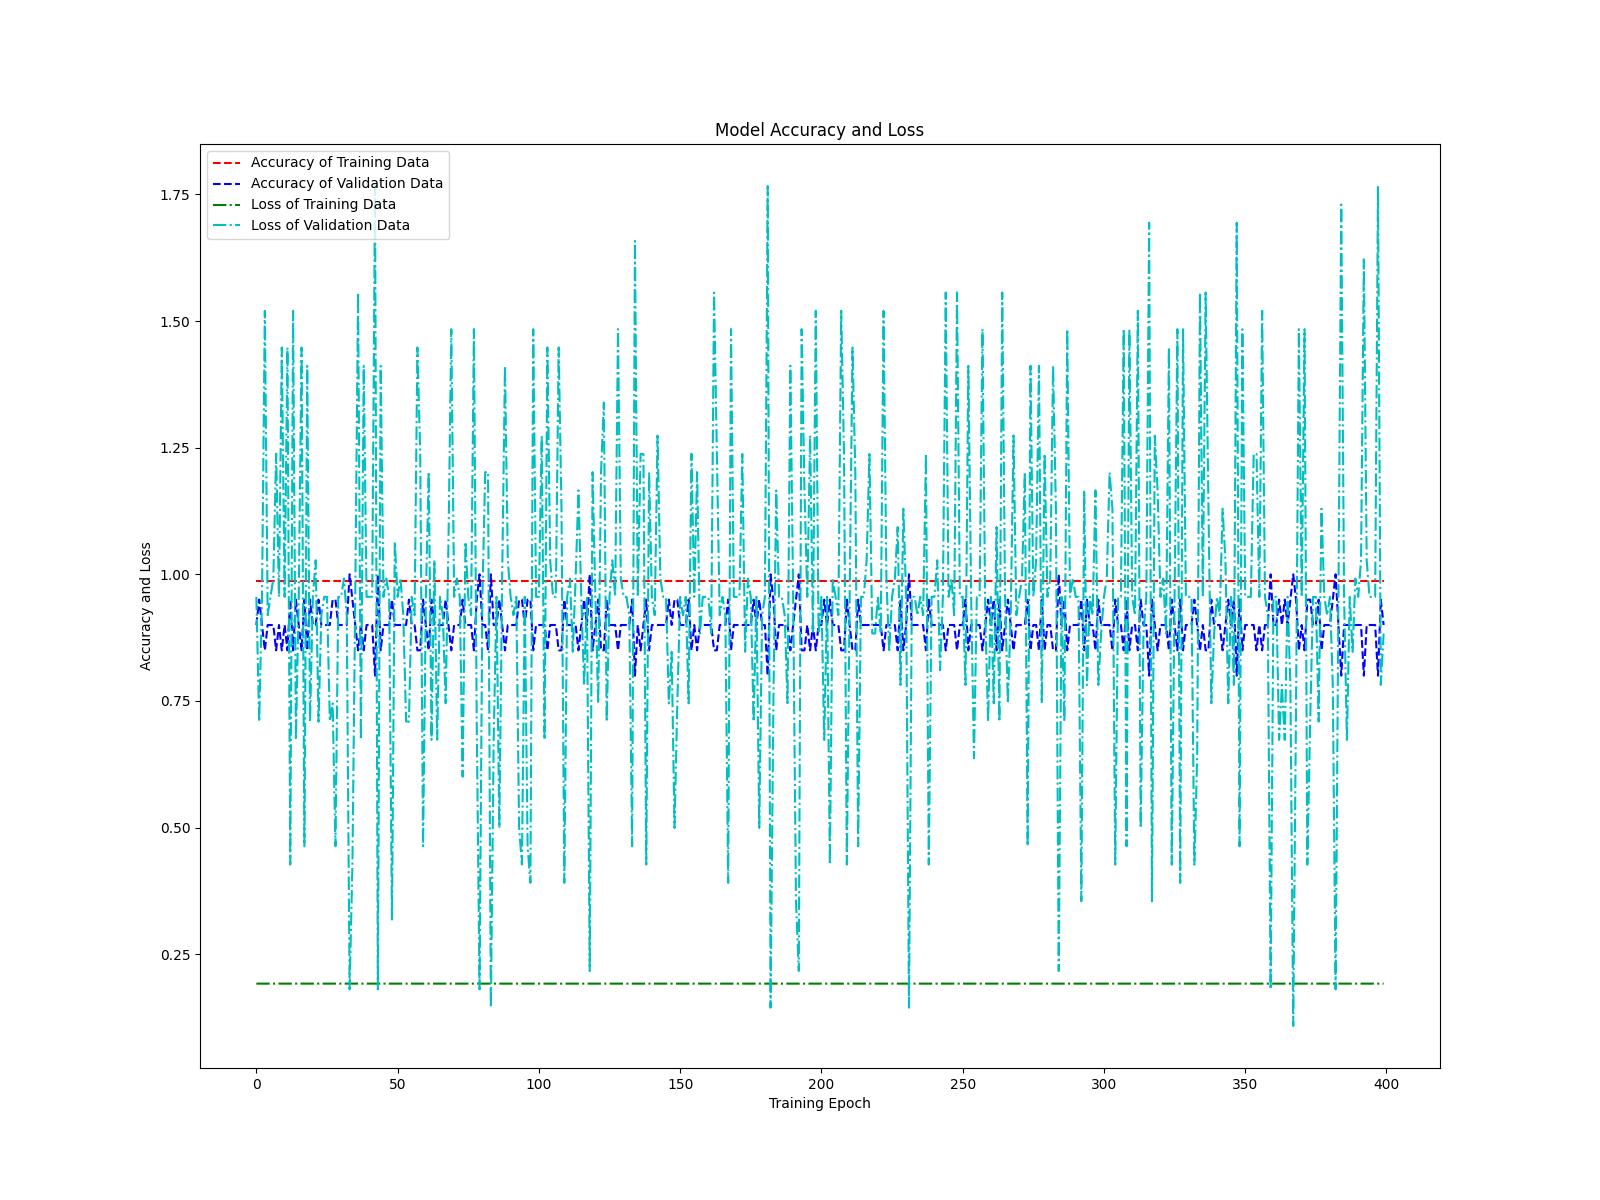 Model Accuracy and Loss
Accuracy of Training Data
Accuracy of Validation Data
Loss of Training Data
Loss of Validation Data
1.75
1.50
1.25
1.00
0.75
0.50
0.25
Accuracy and Loss
0 50 100 150 200 250 300 350 400
Training Epoch